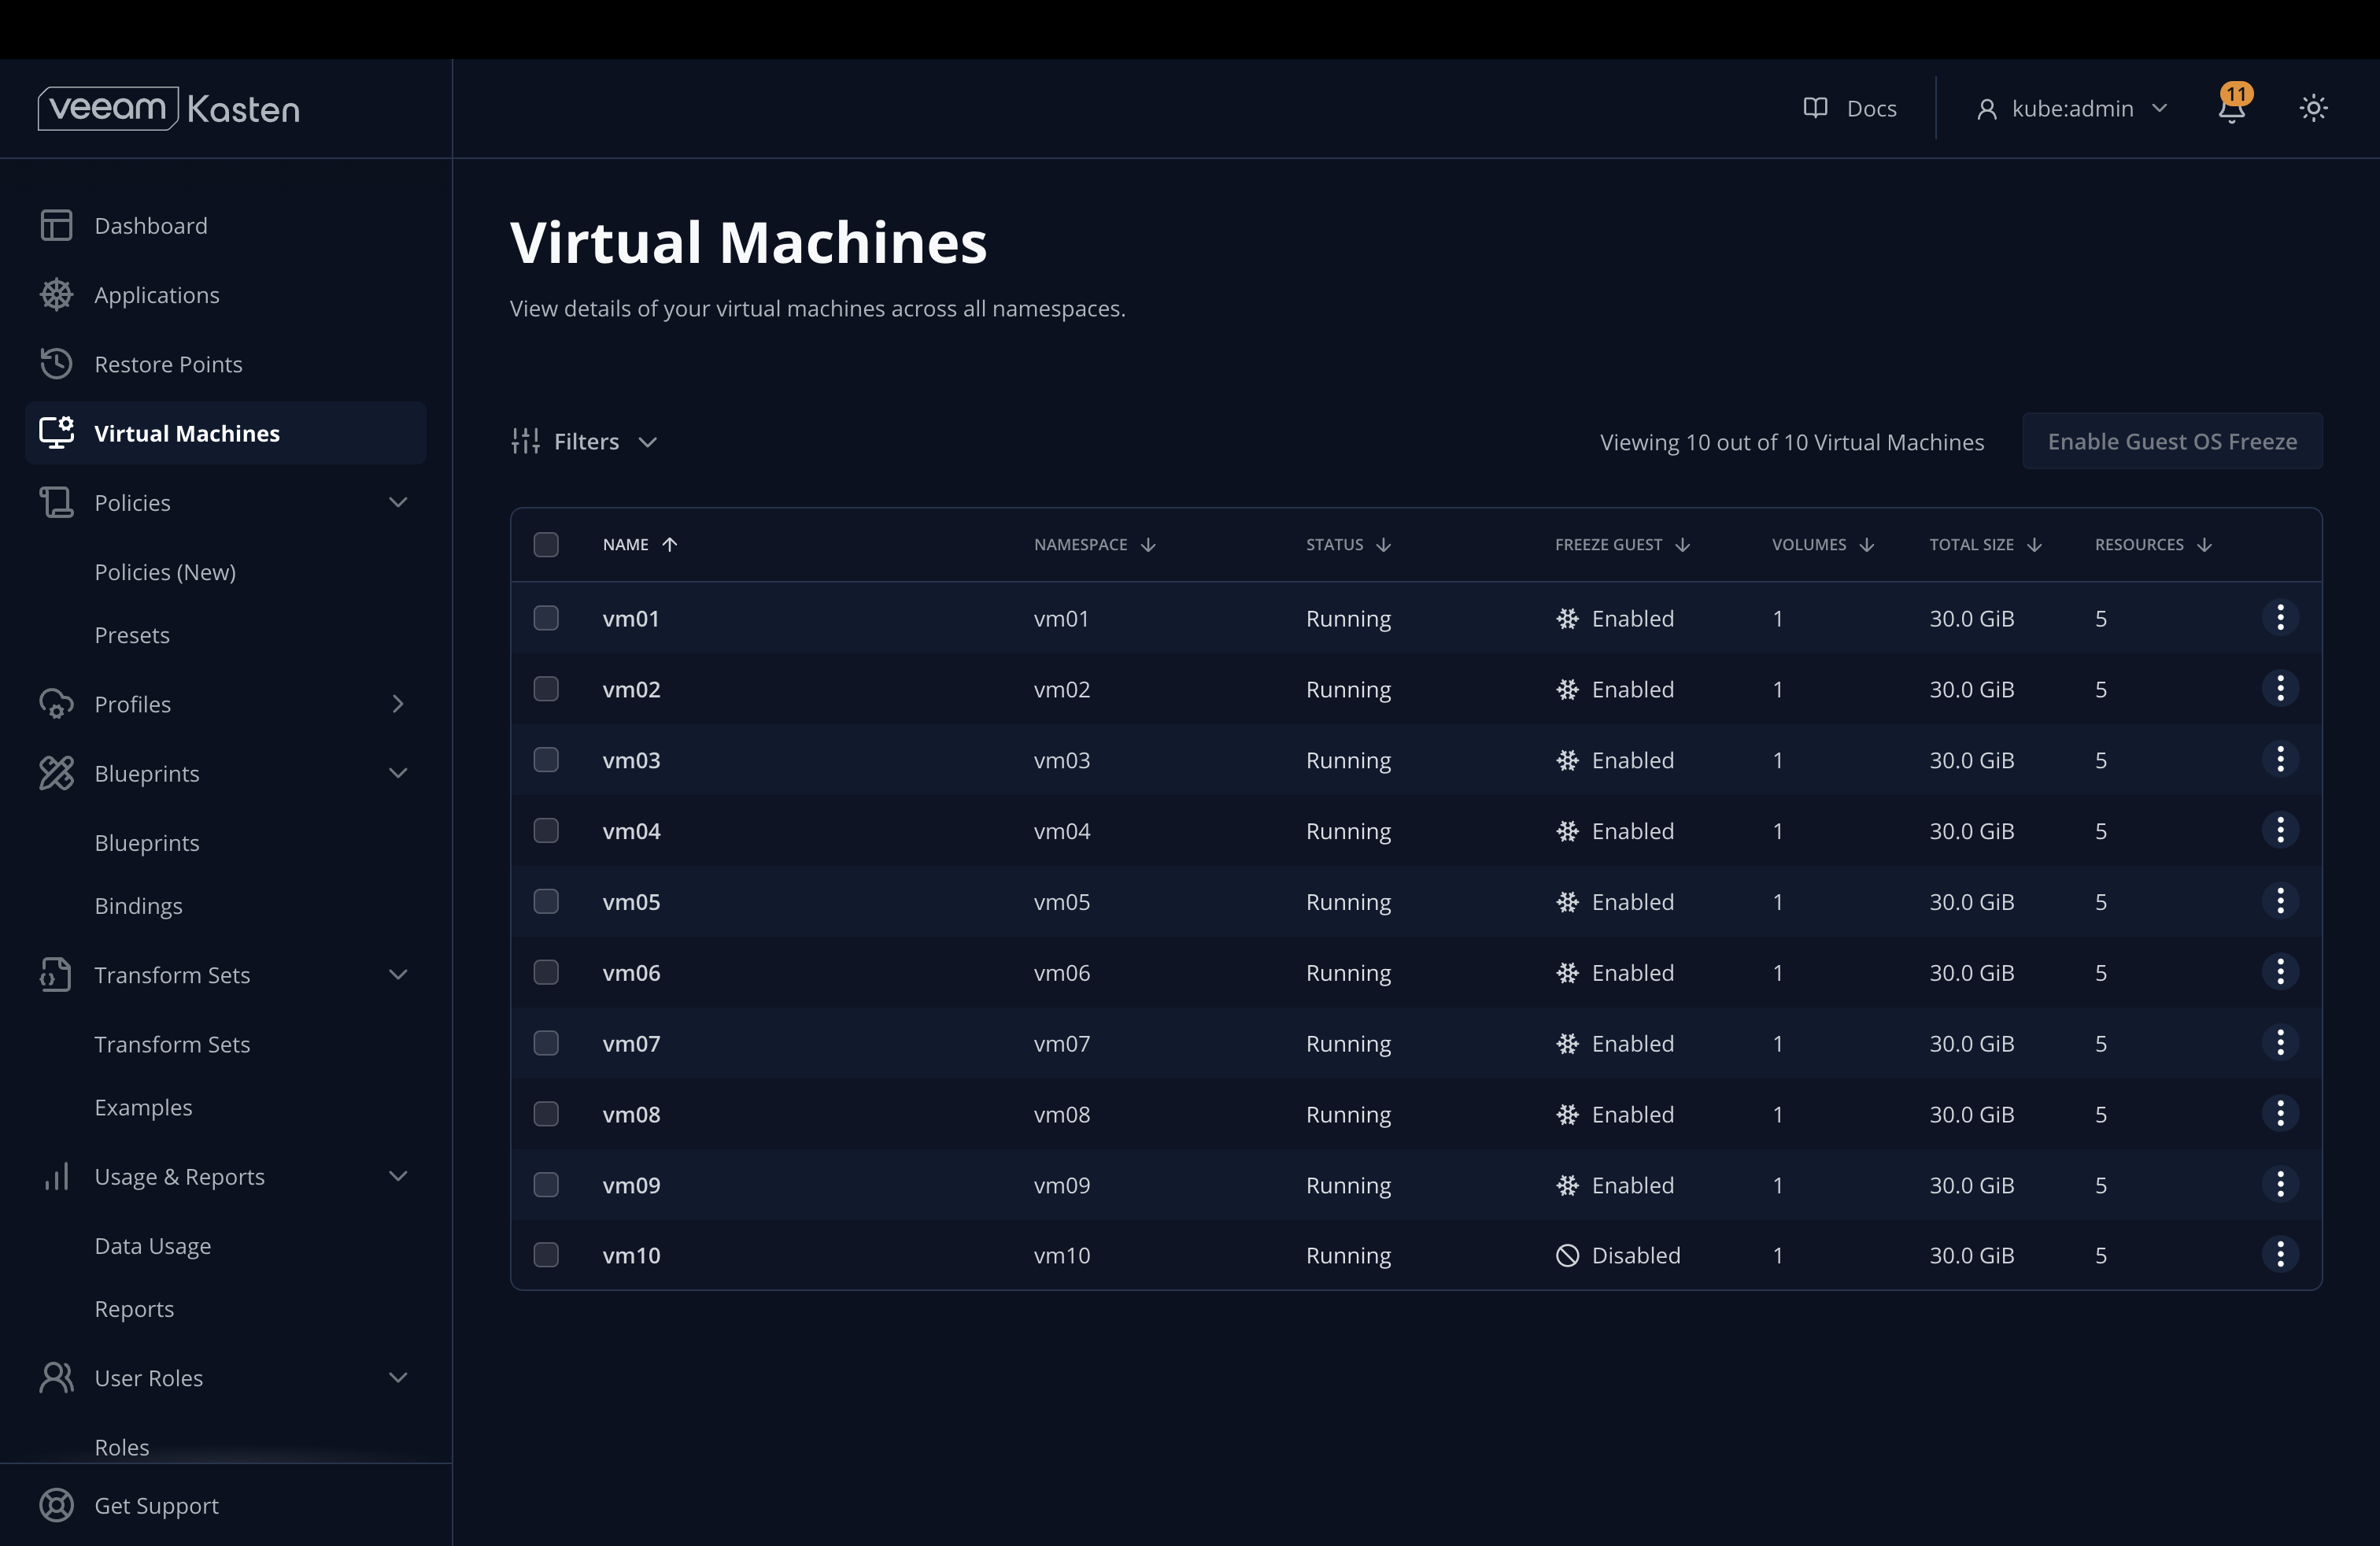 veeam Kasten
Docs
kube:admin
11
Dashboard
Applications
Restore Points
Virtual Machines
Policies
Policies (New)
Presets
Profiles
Blueprints
Blueprints
Bindings
Transform Sets
Transform Sets
Examples
Usage & Reports
Data Usage
Reports
User Roles
Roles
Get Support
Virtual Machines
View details of your virtual machines across all namespaces.
Filters
Viewing 10 out of 10 Virtual Machines
Enable Guest OS Freeze
NAME NAMESPACE STATUS FREEZE GUEST VOLUMES TOTAL SIZE RESOURCES
vm01 vm01 Running Enabled 1 30.0 GiB 5
vm02 vm02 Running Enabled 1 30.0 GiB 5
vm03 vm03 Running Enabled 1 30.0 GiB 5
vm04 vm04 Running Enabled 1 30.0 GiB 5
vm05 vm05 Running Enabled 1 30.0 GiB 5
vm06 vm06 Running Enabled 1 30.0 GiB 5
vm07 vm07 Running Enabled 1 30.0 GiB 5
vm08 vm08 Running Enabled 1 30.0 GiB 5
vm09 vm09 Running Enabled 1 30.0 GiB 5
vm10 vm10 Running Disabled 1 30.0 GiB 5